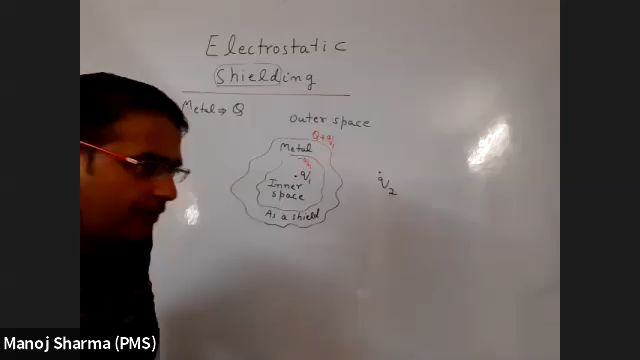 Electrostatic
Shielding
Metal ⇒ Q
outer space
Q+q₁
Metal
-q₁
q₁
Inner
space
As a shield
q₂
Manoj Sharma (PMS)